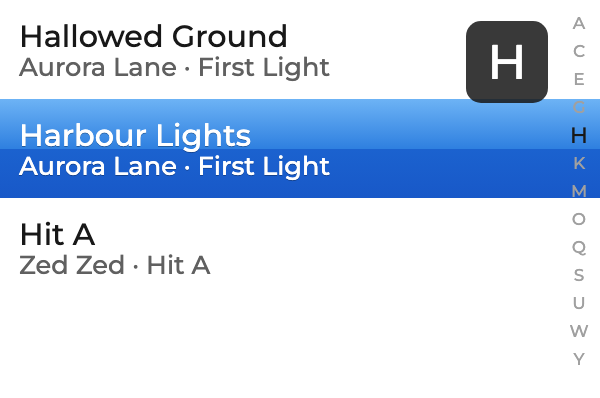 Hallowed Ground
Aurora Lane · First Light
Harbour Lights
Aurora Lane · First Light
Hit A
Zed Zed · Hit A
H
A
C
E
G
H
K
M
O
Q
S
U
W
Y